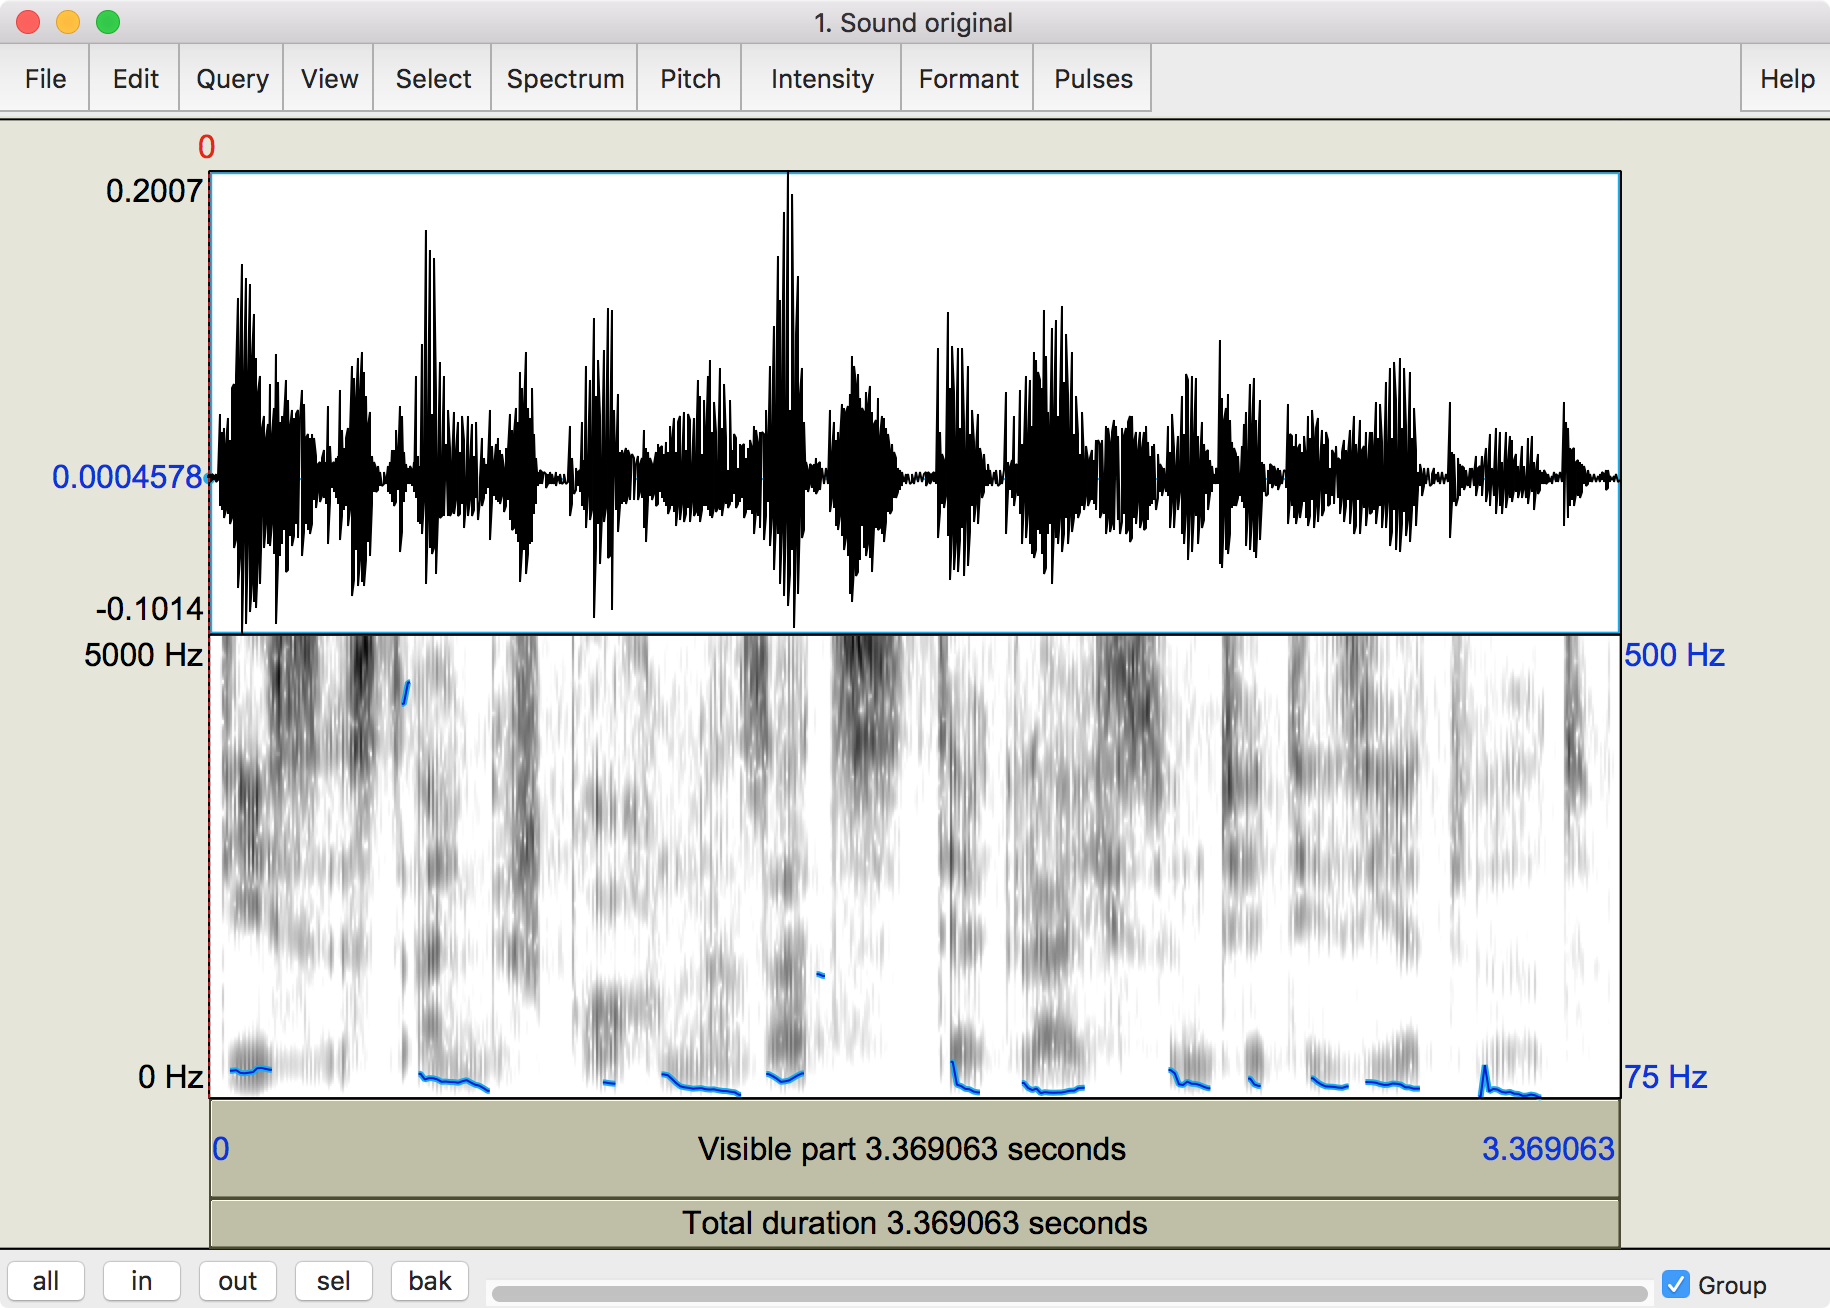 1. Sound original
File Edit Query View Select Spectrum Pitch Intensity Formant Pulses Help
0
0.2007
0.0004578
-0.1014
5000 Hz 500 Hz
0 Hz 75 Hz
0 Visible part 3.369063 seconds 3.369063
Total duration 3.369063 seconds
all in out sel bak Group